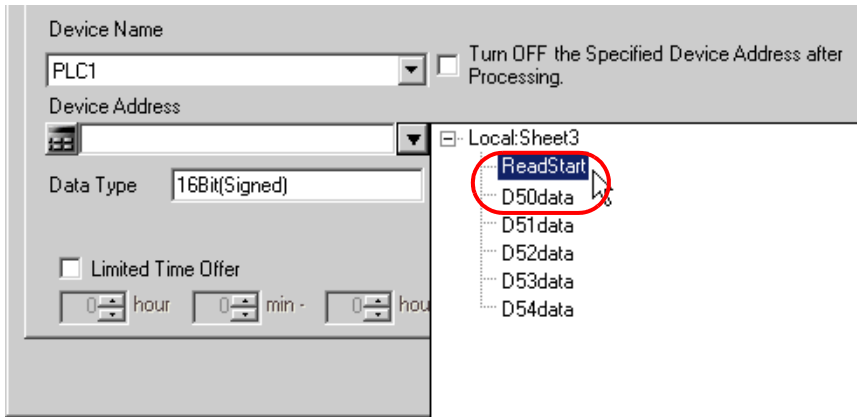 Device Name
PLC1
Turn OFF the Specified Device Address after
Processing.
Device Address
Local:Sheet3
ReadStart
Data Type 16Bit(Signed)
D50data
D51data
D52data
Limited Time Offer
D53data
0 hour 0 min - 0 hou
D54data